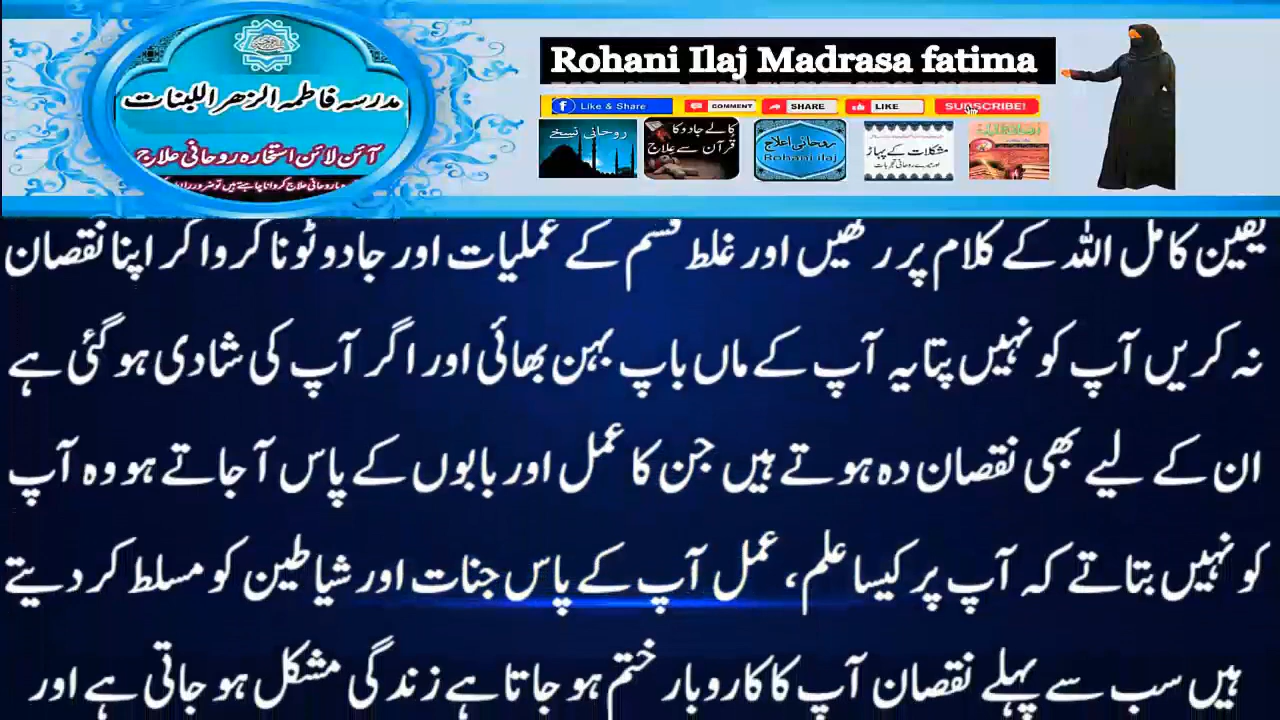 مدرسہ فاطمہ الزھرا للبنات
آئن لائن استخارہ روحانی علاج
Rohani Ilaj Madrasa fatima
Like & Share
COMMENT
SHARE
LIKE
SUBSCRIBE!
روحانی نسخ
کالے جادو کا
قرآن سے علاج
روحانی اعلاج
Rohani ilaj
مشکلات کے پہاڑ
یقین کامل اللہ کے کلام پر رکھیں اور غلط قسم کے عملیات اور جادو ٹونا کروا کر اپنا نقصان
نہ کریں آپ کو نہیں پتا یہ آپ کے ماں باپ بہن بھائی اور اگر آپ کی شادی ہو گئی ہے
ان کے لیے بھی نقصان دہ ہوتے ہیں جن کا عمل اور بابوں کے پاس آ جاتے ہو وہ آپ
کو نہیں بتاتے کہ آپ پر کیسا علم، عمل آپ کے پاس جنات اور شیاطین کو مسلط کر دیتے
ہیں سب سے پہلے نقصان آپ کا کاروبار ختم ہو جاتا ہے زندگی مشکل ہو جاتی ہے اور